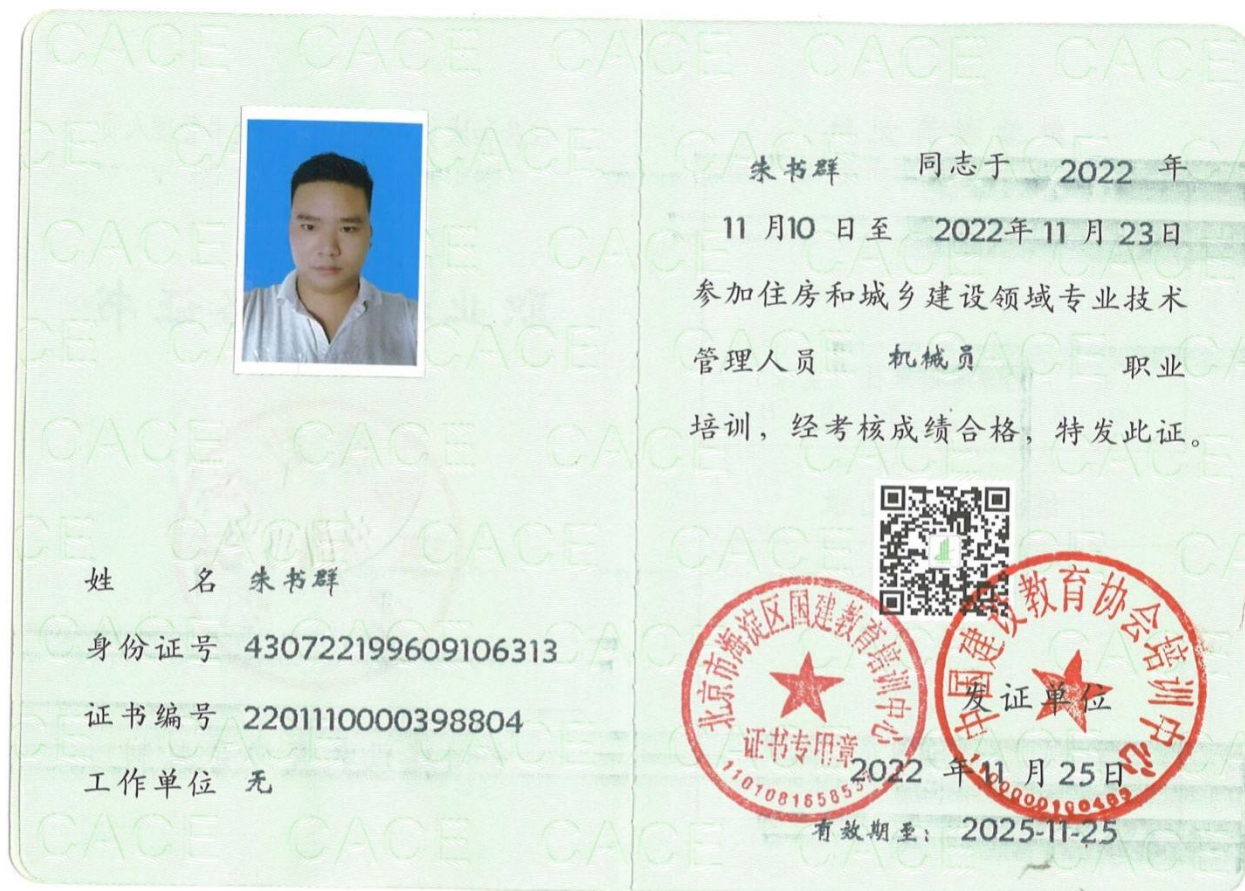 姓 名 朱书群
身份证号 430722199609106313
证书编号 2201110000398804
工作单位 无
朱书群 同志于 2022 年
11 月10 日至 2022年 11 月 23日
参加住房和城乡建设领域专业技术
管理人员 机械员 职业
培训，经考核成绩合格，特发此证。
北京市海淀区国建教育培训中心
证书专用章
中国建设教育协会培训中心
发证单位
2022 年 11 月 25日
有效期至： 2025-11-25
CACE